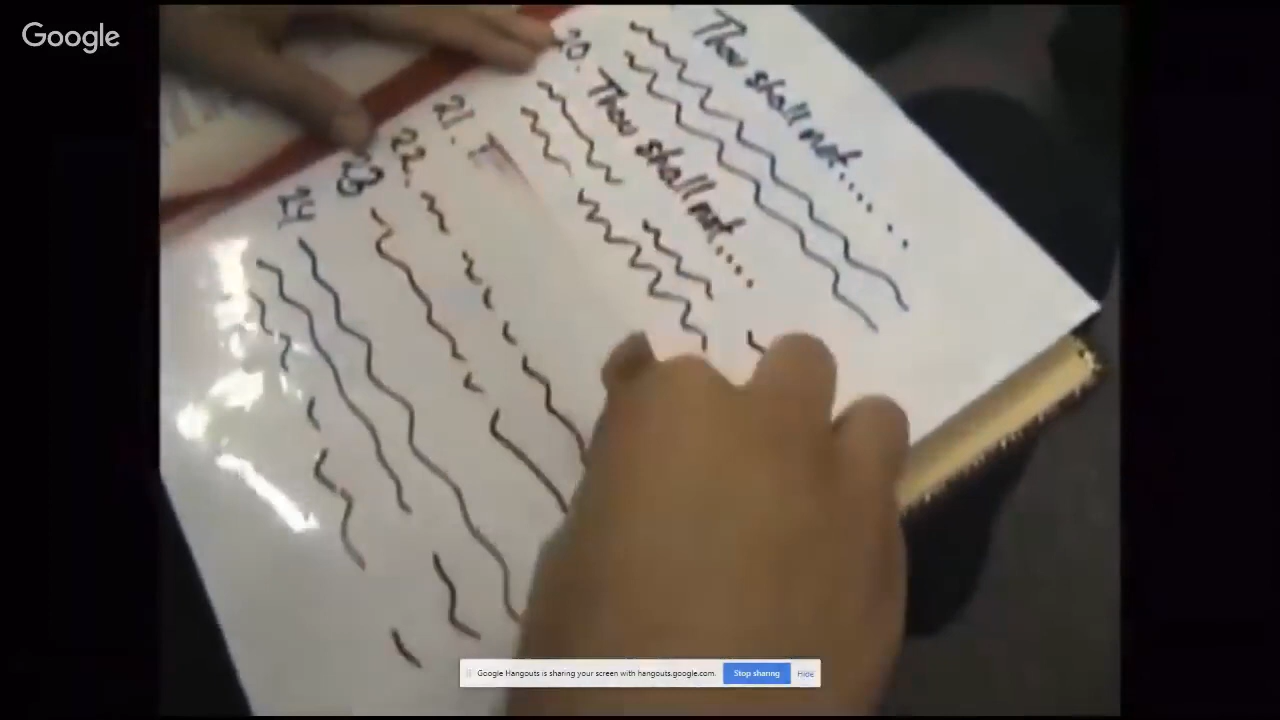 Google
Thou shall not.......
20. Thou shall not.....
21. T
22.
23
24
Google Hangouts is sharing your screen with hangouts.google.com.
Stop sharing
Hide